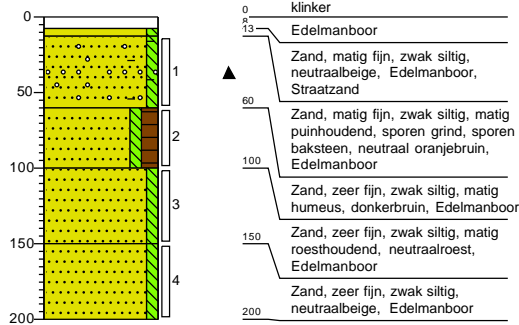 0
50
100
150
200
1
2
3
4
0
8
13
60
100
150
200
klinker
Edelmanboor
Zand, matig fijn, zwak siltig,
neutraalbeige, Edelmanboor,
Straatzand
Zand, matig fijn, zwak siltig, matig
puinhoudend, sporen grind, sporen
baksteen, neutraal oranjebruin,
Edelmanboor
Zand, zeer fijn, zwak siltig, matig
humeus, donkerbruin, Edelmanboor
Zand, zeer fijn, zwak siltig, matig
roesthoudend, neutraalroest,
Edelmanboor
Zand, zeer fijn, zwak siltig,
neutraalbeige, Edelmanboor